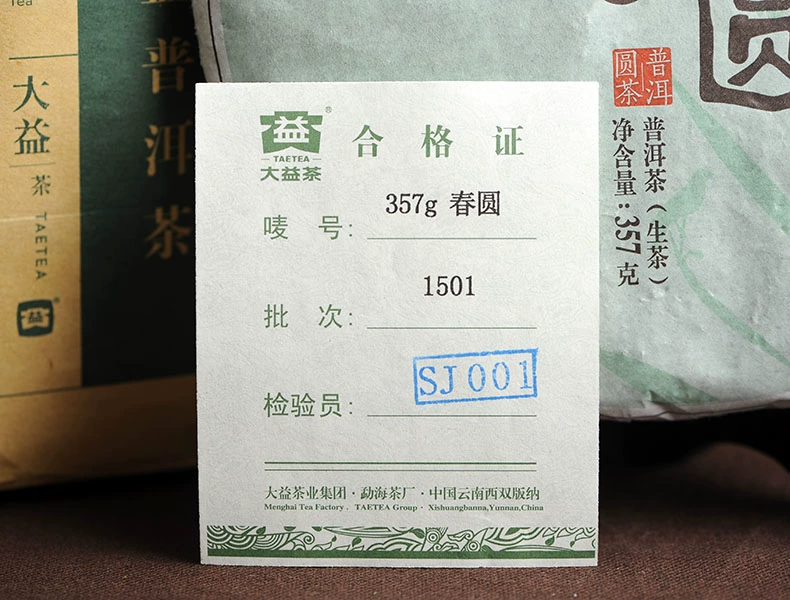 Tea
大益
茶
TAETEA
益
®
普洱茶
益
®
TAETEA
大益茶
合格证
唛号：357g 春圆
批次：1501
检验员：SJ001
大益茶业集团·勐海茶厂·中国云南西双版纳
Menghai Tea Factory, TAETEA Group · Xishuangbanna,Yunnan,China
圆
普洱
圆茶
普洱茶（生茶）
净含量:357克